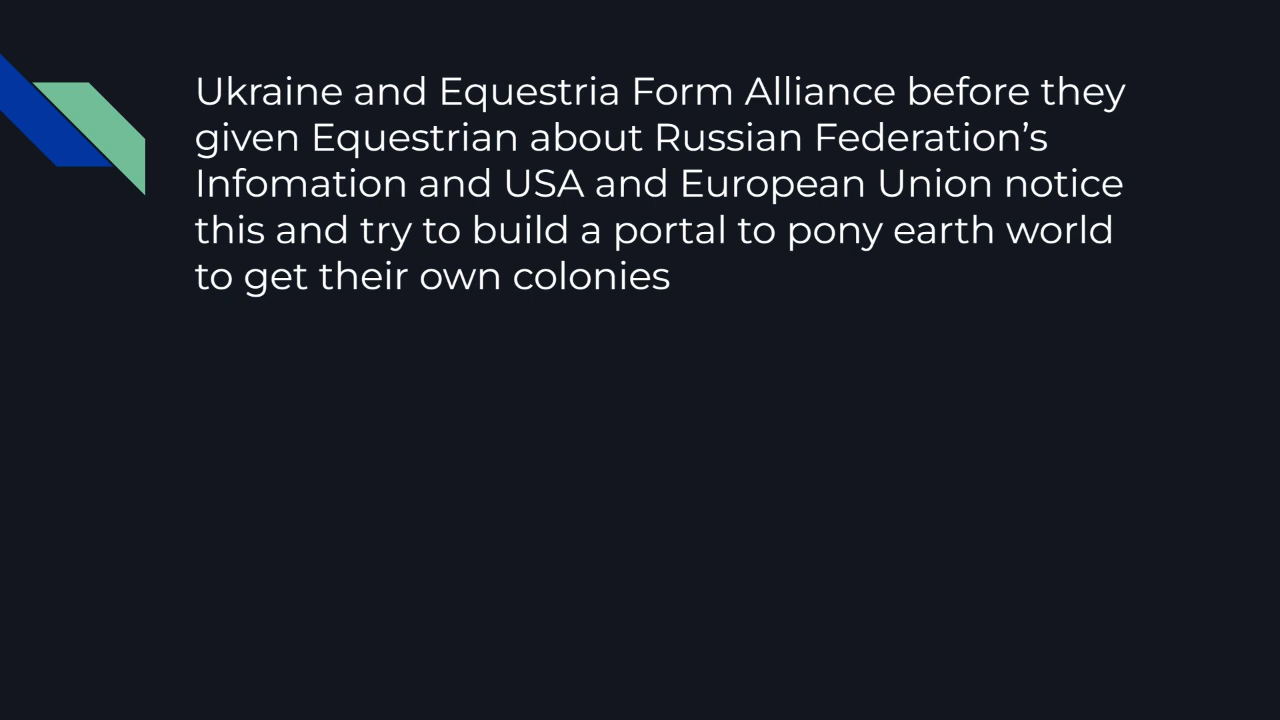 Ukraine and Equestria Form Alliance before they
given Equestrian about Russian Federation’s
Infomation and USA and European Union notice
this and try to build a portal to pony earth world
to get their own colonies